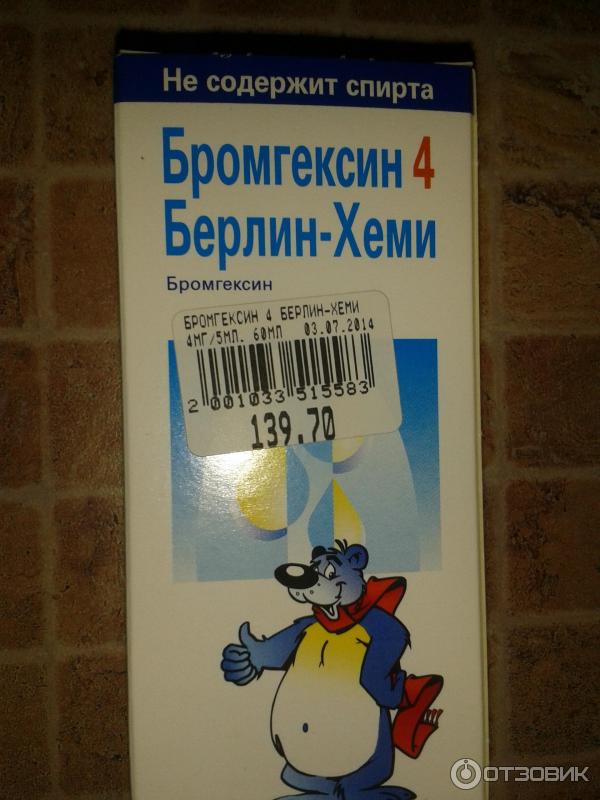 Не содержит спирта
Бромгексин 4
Берлин-Хеми
Бромгексин
БРОМГЕКСИН 4 БЕРЛИН-ХЕМИ
4МГ/5МЛ. 60МЛ 03.07.2014
2 001033 515583
139.70
ОТЗОВИК